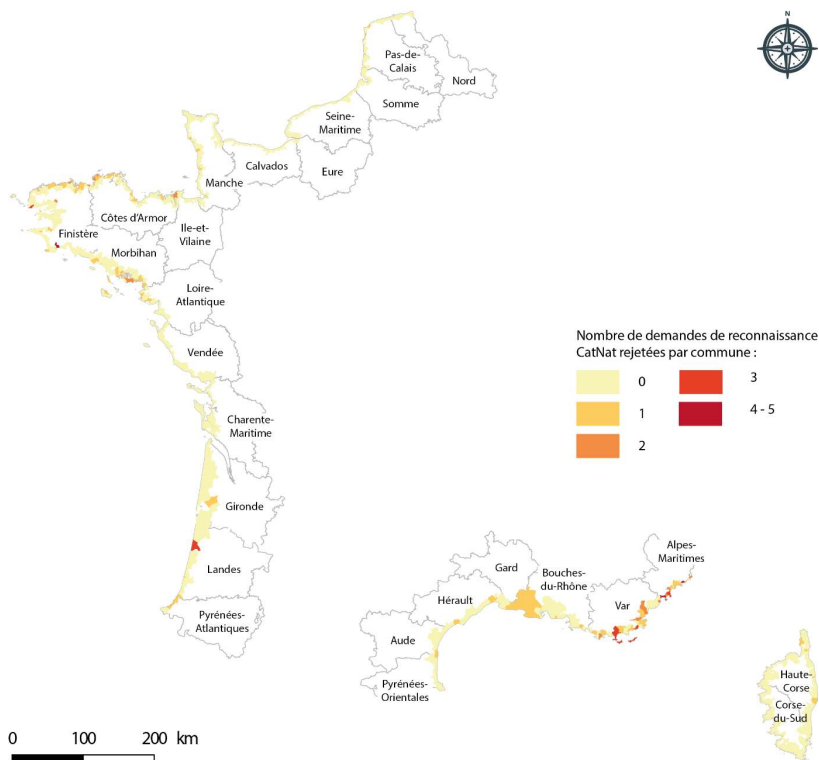 N
Pas-de-
Calais
Nord
Somme
Seine-
Maritime
Calvados
Eure
Manche
Côtes d'Armor
Ile-et-
Vilaine
Finistère
Morbihan
Loire-
Atlantique
Vendée
Nombre de demandes de reconnaissance
CatNat rejetées par commune :
0
3
1
4 - 5
2
Charente-
Maritime
Gironde
Landes
Pyrénées-
Atlantiques
Alpes-
Maritimes
Gard
Bouches-
du-Rhône
Hérault
Var
Aude
Pyrénées-
Orientales
Haute-
Corse
Corse-
du-Sud
0 100 200 km